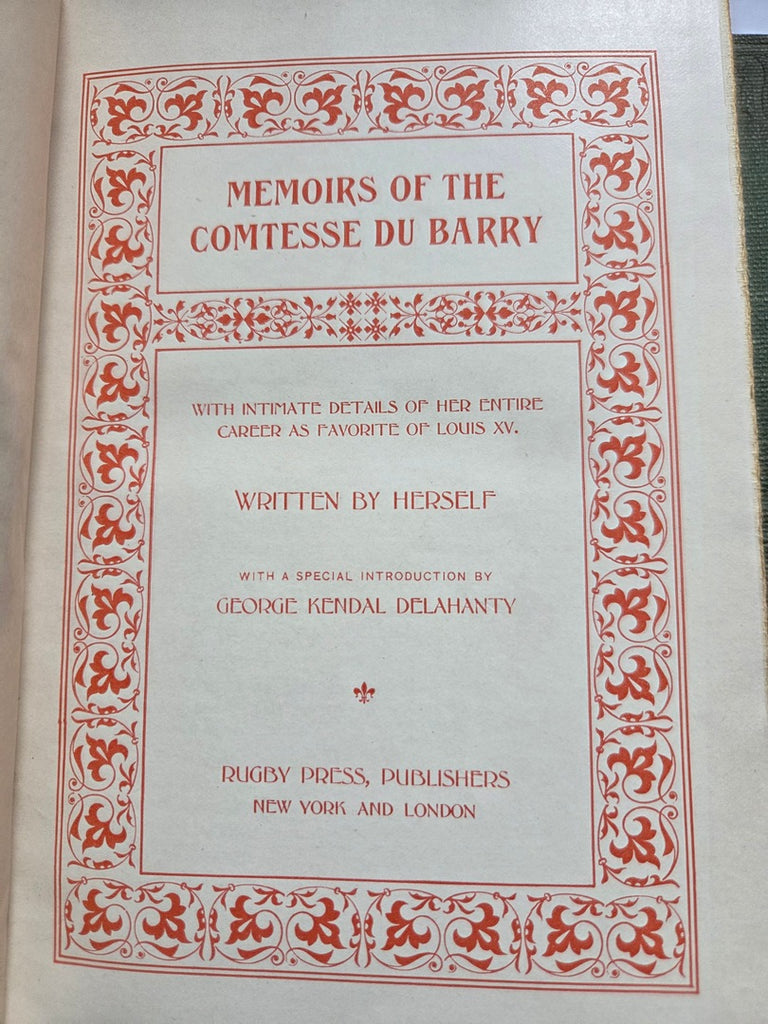 MEMOIRS OF THE
COMTESSE DU BARRY
WITH INTIMATE DETAILS OF HER ENTIRE
CAREER AS FAVORITE OF LOUIS XV.
WRITTEN BY HERSELF
WITH A SPECIAL INTRODUCTION BY
GEORGE KENDAL DELAHANTY
RUGBY PRESS, PUBLISHERS
NEW YORK AND LONDON